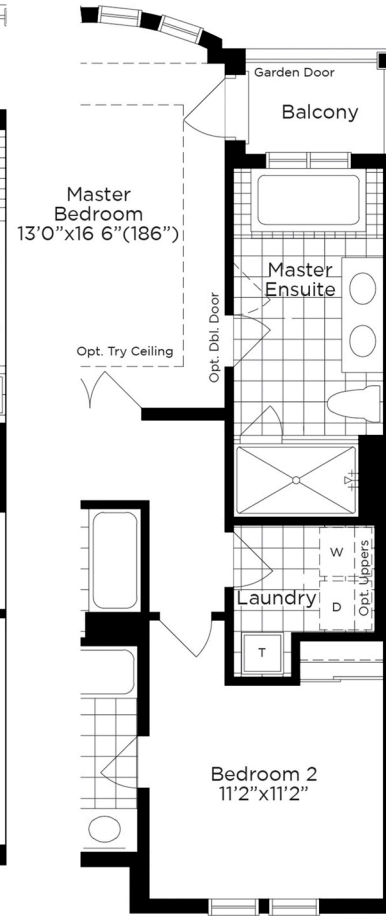 Garden Door
Balcony
Master
Bedroom
13'0"x16 6"(186")
Master
Ensuite
Opt. Dbl. Door
Opt. Try Ceiling
W
Opt. Uppers
Laundry
D
T
Bedroom 2
11'2"x11'2"